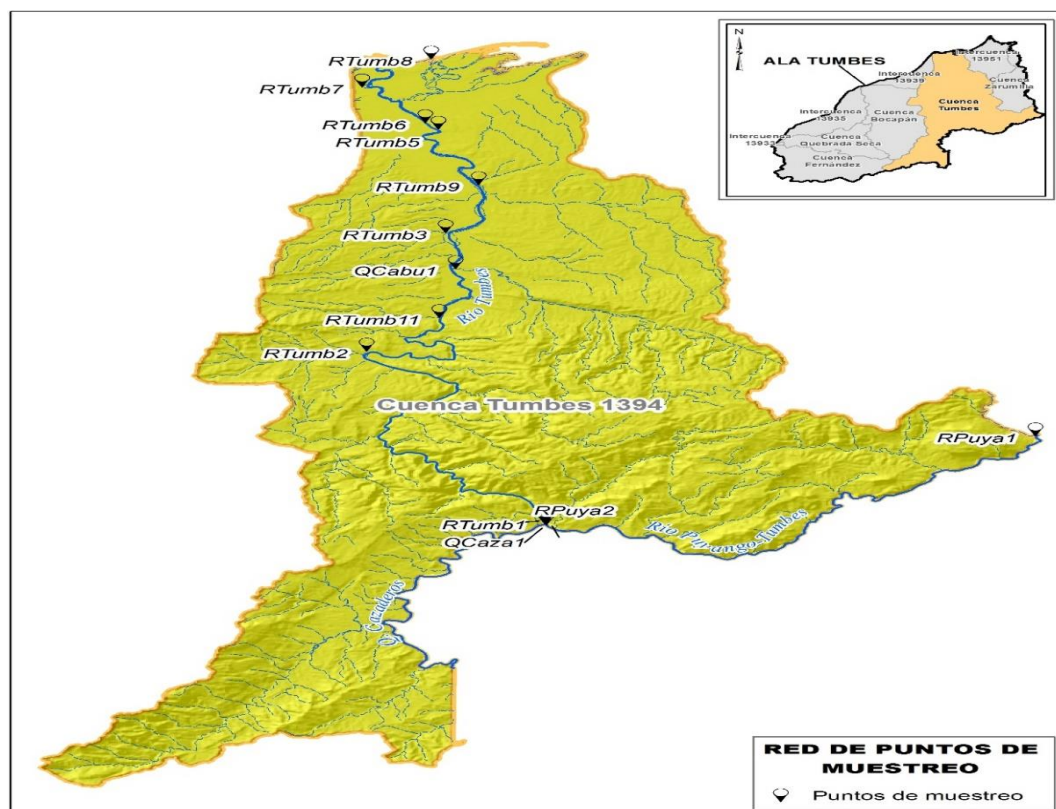 N
ALA TUMBES
Intercuenca
13951
Intercuenca
13939
Cuenca
Zarumilla
Cuenca
Tumbes
Intercuenca
13935
Cuenca
Bocapán
Intercuenca
Cuenca
Quebrada Seca
Cuenca
Fernández
RTumb8
RTumb7
RTumb6
RTumb5
RTumb9
RTumb3
QCabu1
Río Tumbes
RTumb11
RTumb2
Cuenca Tumbes 1394
RPuya1
RPuya2
RTumb1
QCaza1
Río Puyango Tumbes
Q. Cazaderos
RED DE PUNTOS DE
MUESTREO
Puntos de muestreo